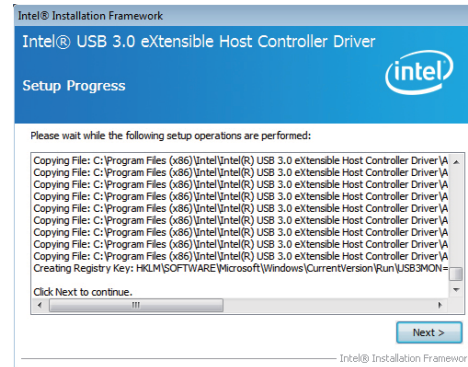 Intel® Installation Framework
Intel® USB 3.0 eXtensible Host Controller Driver
Setup Progress
intel
Please wait while the following setup operations are performed:
Copying File: C:\Program Files (x86)\Intel\Intel(R) USB 3.0 eXtensible Host Controller Driver\A
Copying File: C:\Program Files (x86)\Intel\Intel(R) USB 3.0 eXtensible Host Controller Driver\A
Copying File: C:\Program Files (x86)\Intel\Intel(R) USB 3.0 eXtensible Host Controller Driver\A
Copying File: C:\Program Files (x86)\Intel\Intel(R) USB 3.0 eXtensible Host Controller Driver\A
Copying File: C:\Program Files (x86)\Intel\Intel(R) USB 3.0 eXtensible Host Controller Driver\A
Copying File: C:\Program Files (x86)\Intel\Intel(R) USB 3.0 eXtensible Host Controller Driver\A
Copying File: C:\Program Files (x86)\Intel\Intel(R) USB 3.0 eXtensible Host Controller Driver\A
Copying File: C:\Program Files (x86)\Intel\Intel(R) USB 3.0 eXtensible Host Controller Driver\A
Copying File: C:\Program Files (x86)\Intel\Intel(R) USB 3.0 eXtensible Host Controller Driver\A
Creating Registry Key: HKLM\SOFTWARE\Microsoft\Windows\CurrentVersion\Run\USB3MON=
Click Next to continue.
Next >
Intel® Installation Framewor